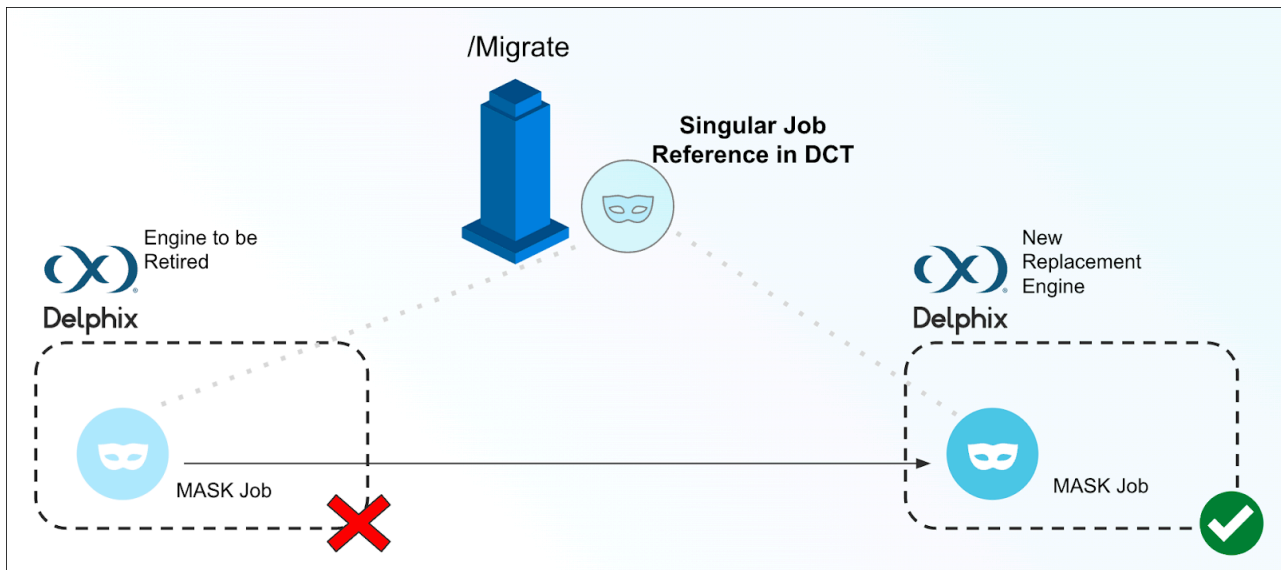 /Migrate
Singular Job
Reference in DCT
Engine to be
Retired
Delphix
MASK Job
New
Replacement
Engine
Delphix
MASK Job